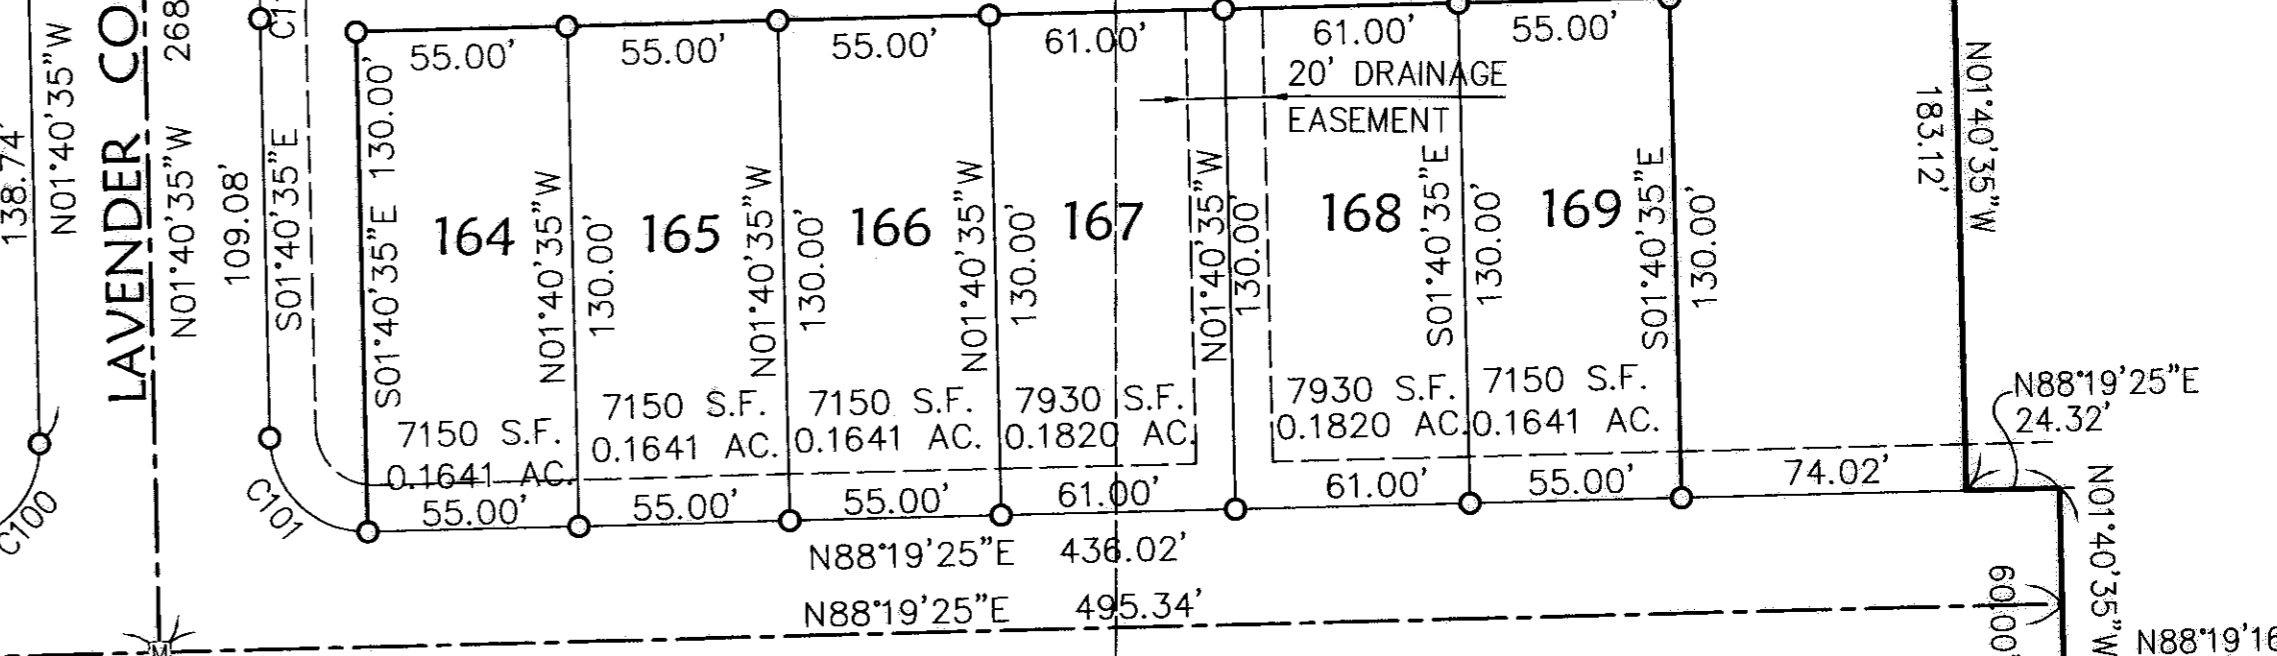 138.74'
N01°40'35"W
LAVENDER CO
N01°40'35"W 268
109.08'
S01°40'35"E
C100
C101
55.00'
55.00'
55.00'
61.00'
61.00'
55.00'
20' DRAINAGE
EASEMENT
S01°40'35"E 130.00'
164
N01°40'35"W
130.00'
165
N01°40'35"W
130.00'
166
N01°40'35"W
130.00'
167
N01°40'35"W
130.00'
168
S01°40'35"E
130.00'
169
S01°40'35"E
130.00'
N01°40'35"W
183.12'
7150 S.F.
0.1641 AC.
7150 S.F.
0.1641 AC.
7150 S.F.
0.1641 AC.
7930 S.F.
0.1820 AC.
7930 S.F.
0.1820 AC.
7150 S.F.
0.1641 AC.
N88°19'25"E
24.32'
55.00'
55.00'
55.00'
61.00'
61.00'
55.00'
74.02'
N88°19'25"E 436.02'
N88°19'25"E 495.34'
60.00'
N01°40'35"W
N88°19'16
M